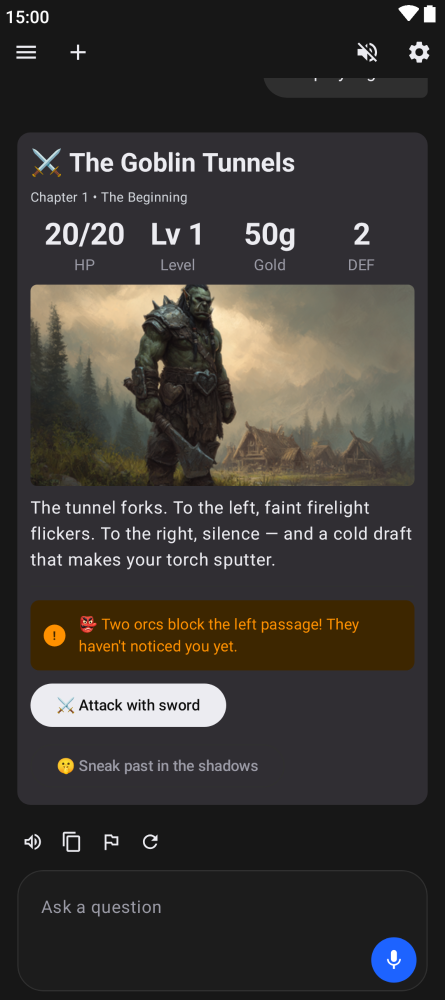 15:00
⚔️ The Goblin Tunnels
Chapter 1 • The Beginning
20/20 Lv 1 50g 2
HP Level Gold DEF
The tunnel forks. To the left, faint firelight
flickers. To the right, silence — and a cold draft
that makes your torch sputter.
👺 Two orcs block the left passage! They
haven't noticed you yet.
⚔️ Attack with sword
🤫 Sneak past in the shadows
Ask a question